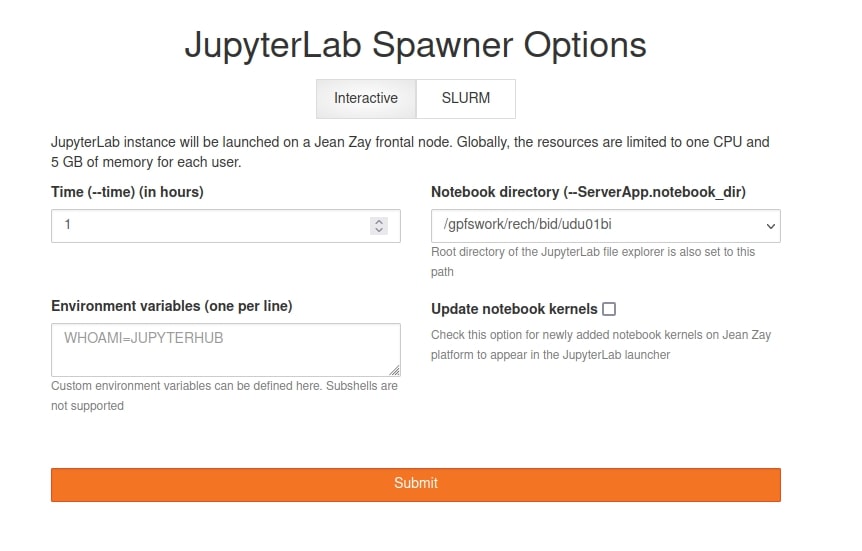 JupyterLab Spawner Options
Interactive
SLURM
JupyterLab instance will be launched on a Jean Zay frontal node. Globally, the resources are limited to one CPU and
5 GB of memory for each user.
Time (--time) (in hours)
1
Notebook directory (--ServerApp.notebook_dir)
/gpfswork/rech/bid/udu01bi
Root directory of the JupyterLab file explorer is also set to this
path
Environment variables (one per line)
WHOAMI=JUPYTERHUB
Custom environment variables can be defined here. Subshells are
not supported
Update notebook kernels
Check this option for newly added notebook kernels on Jean Zay
platform to appear in the JupyterLab launcher
Submit